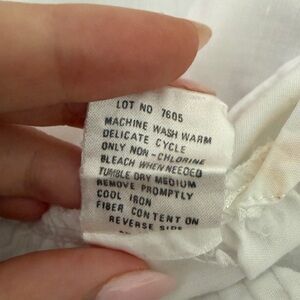 LOT NO 7605
MACHINE WASH WARM
DELICATE CYCLE
ONLY NON-CHLORINE
BLEACH WHEN NEEDED
TUMBLE DRY MEDIUM
REMOVE PROMPTLY
COOL IRON
FIBER CONTENT ON
REVERSE SIDE